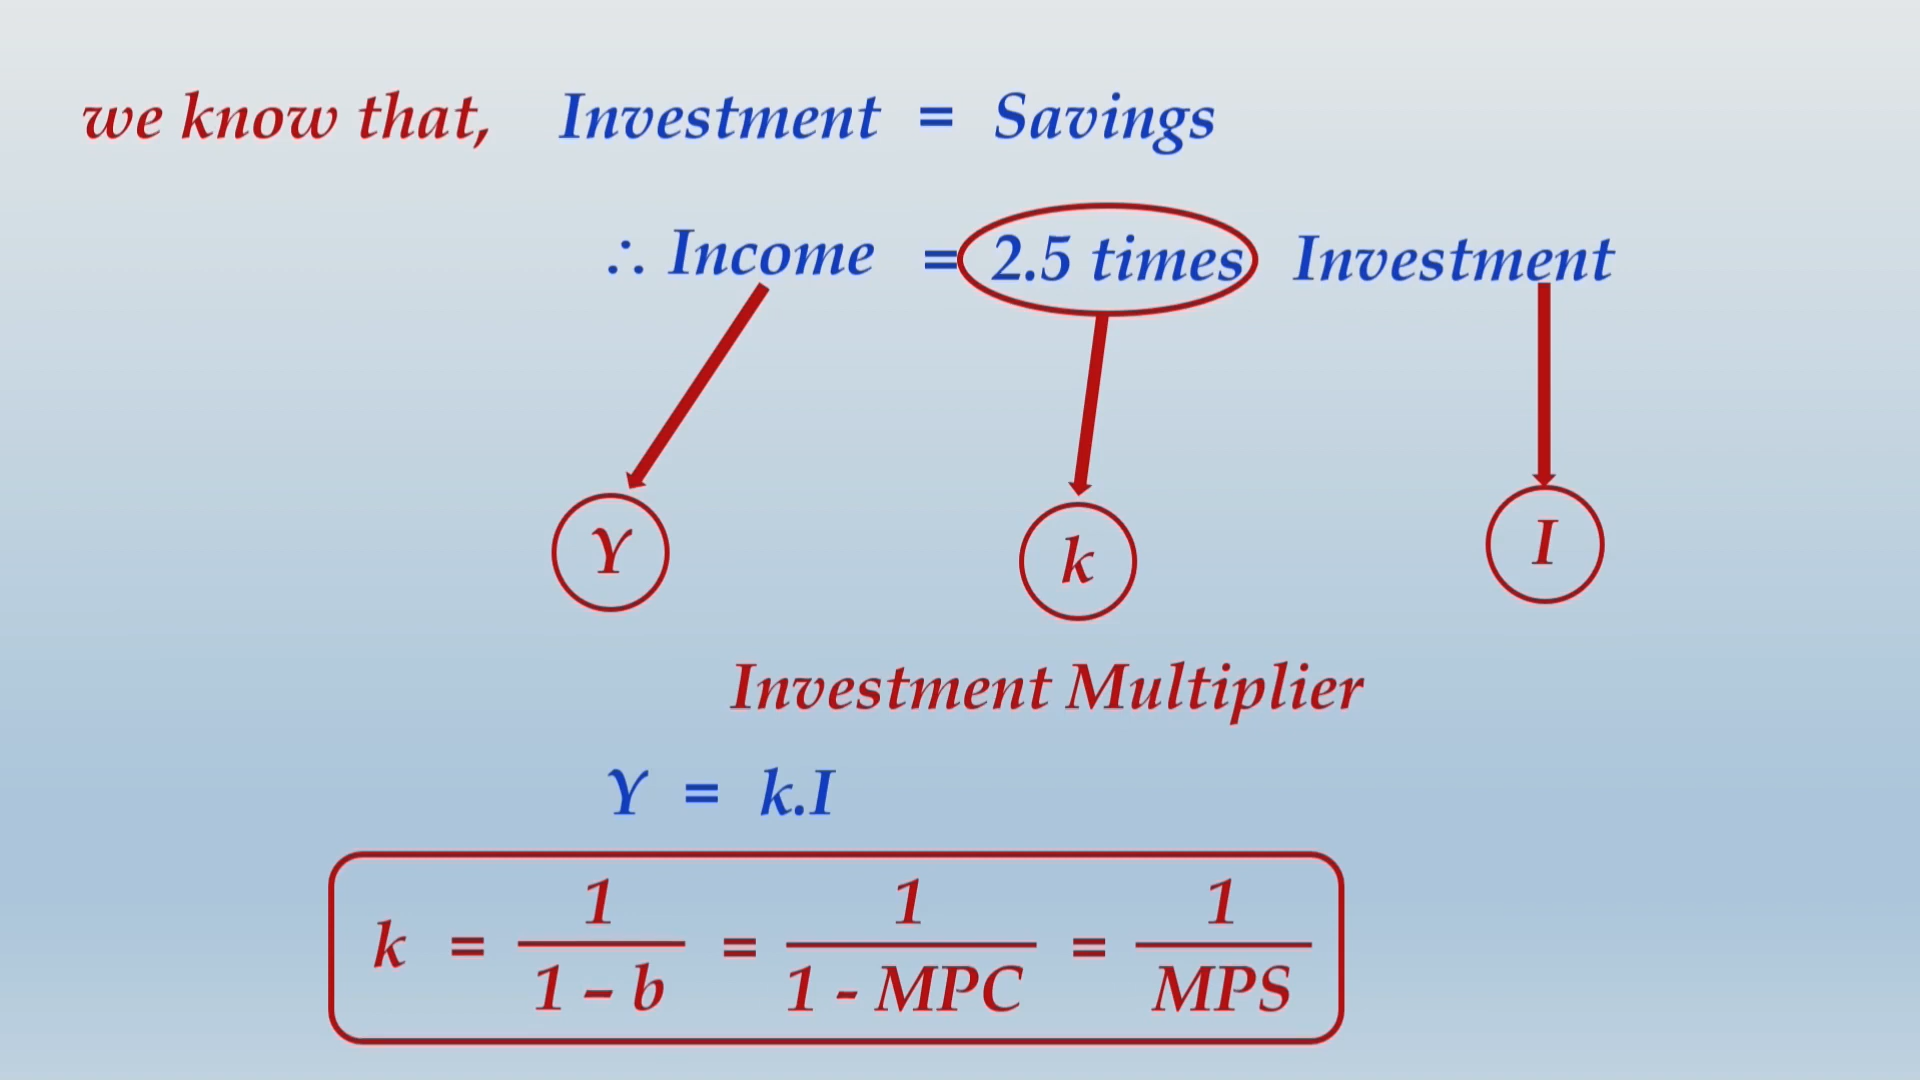 we know that, Investment = Savings
∴ Income = 2.5 times Investment
Y k I
Investment Multiplier
Y = k.I
k = 1 / 1 – b = 1 / 1 - MPC = 1 / MPS